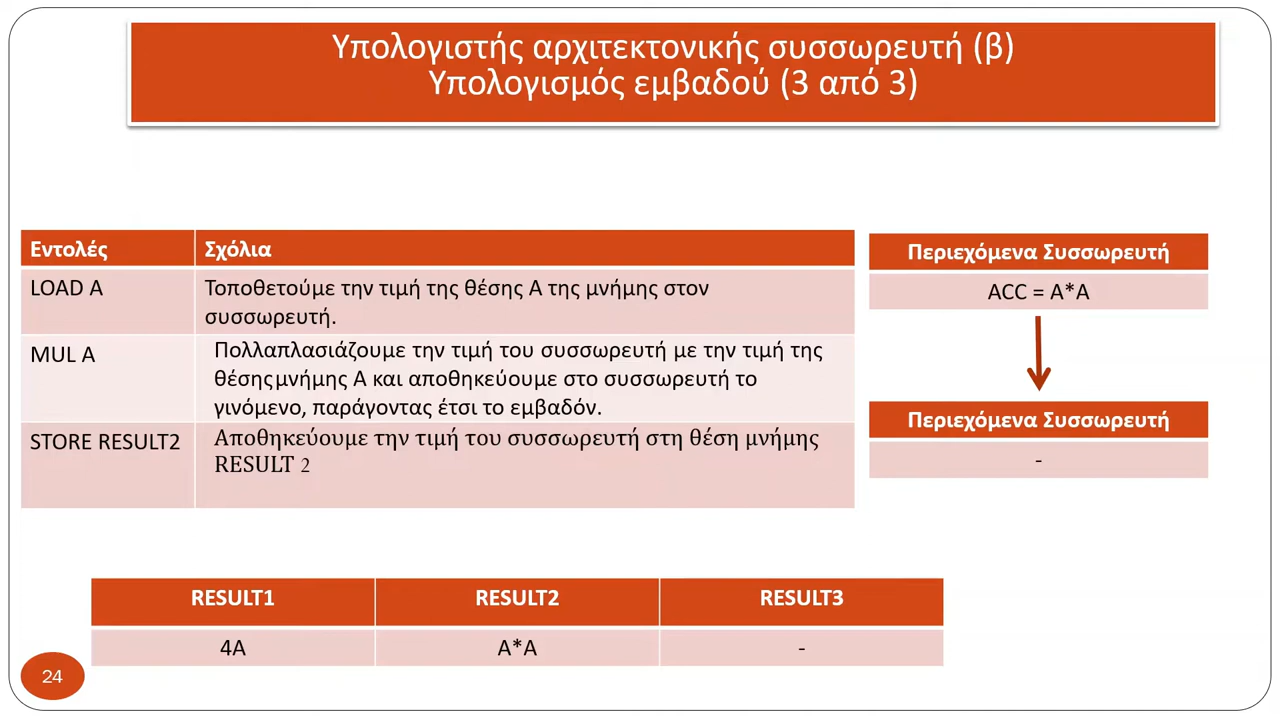 Υπολογιστής αρχιτεκτονικής συσσωρευτή (β)
Υπολογισμός εμβαδού (3 από 3)
Εντολές
Σχόλια
LOAD A
Τοποθετούμε την τιμή της θέσης Α της μνήμης στον
συσσωρευτή.
MUL A
Πολλαπλασιάζουμε την τιμή του συσσωρευτή με την τιμή της
θέσης μνήμης Α και αποθηκεύουμε στο συσσωρευτή το
γινόμενο, παράγοντας έτσι το εμβαδόν.
STORE RESULT2
Αποθηκεύουμε την τιμή του συσσωρευτή στη θέση μνήμης
RESULT 2
Περιεχόμενα Συσσωρευτή
ACC = A*A
Περιεχόμενα Συσσωρευτή
-
RESULT1
RESULT2
RESULT3
4A
A*A
-
24